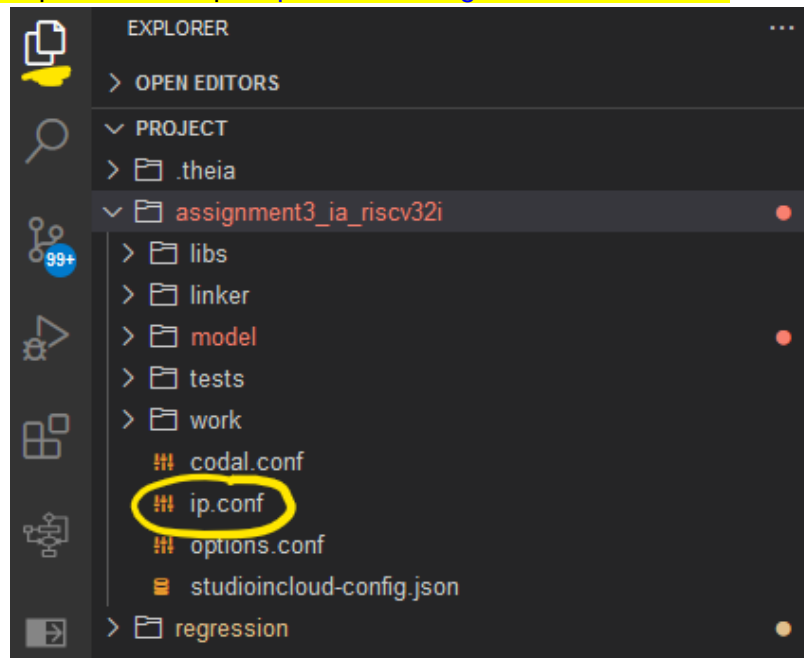 EXPLORER
OPEN EDITORS
PROJECT
.theia
assignment3_ia_riscv32i
libs
linker
99+
model
tests
work
codal.conf
ip.conf
options.conf
studioincloud-config.json
regression